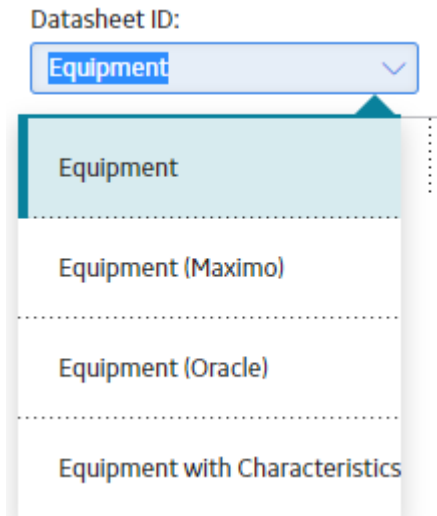 Datasheet ID:
Equipment
Equipment
Equipment (Maximo)
Equipment (Oracle)
Equipment with Characteristics